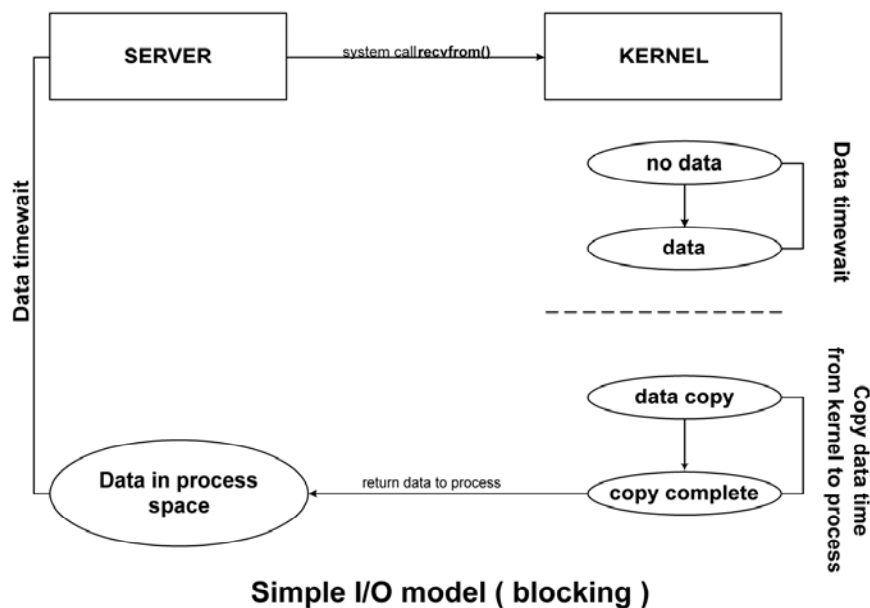 SERVER
system callrecvfrom()
KERNEL
Data timewait
no data
data
Data timewait
data copy
copy complete
Copy data time
from kernel to process
Data in process
space
return data to process
Simple I/O model ( blocking )